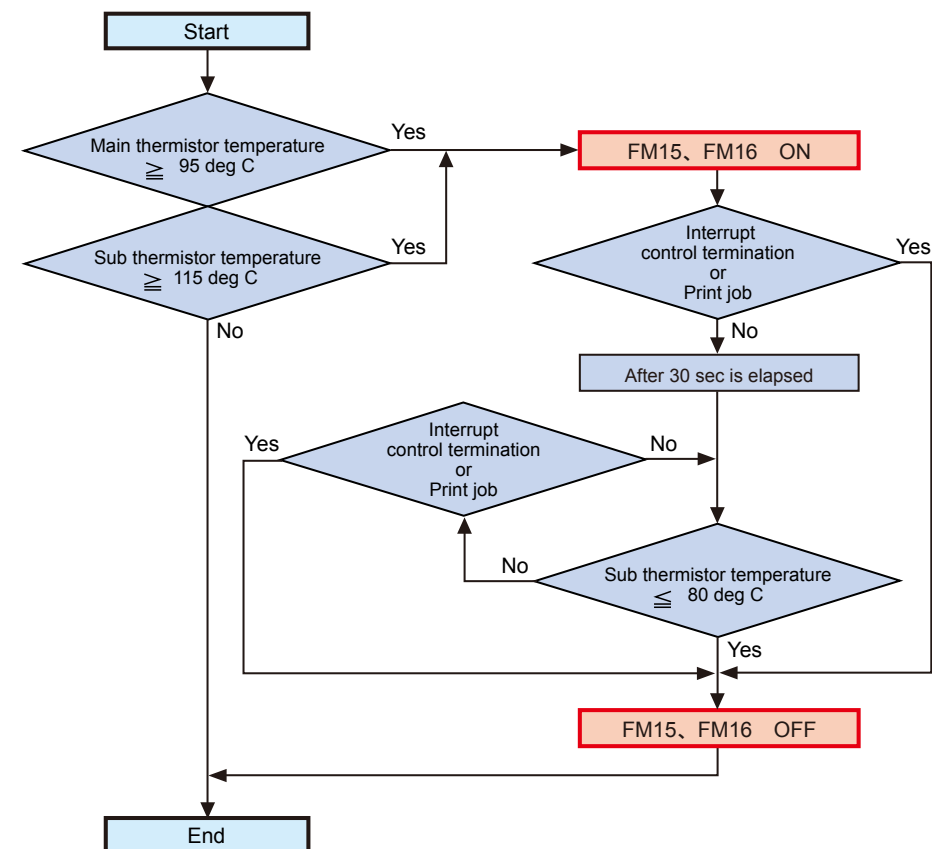 Start
Main thermistor temperature
≧ 95 deg C
Yes
FM15、FM16 ON
Sub thermistor temperature
≧ 115 deg C
Yes
No
Interrupt
control termination
or
Print job
Yes
No
After 30 sec is elapsed
Interrupt
control termination
or
Print job
Yes
No
Sub thermistor temperature
≦ 80 deg C
No
Yes
FM15、FM16 OFF
End